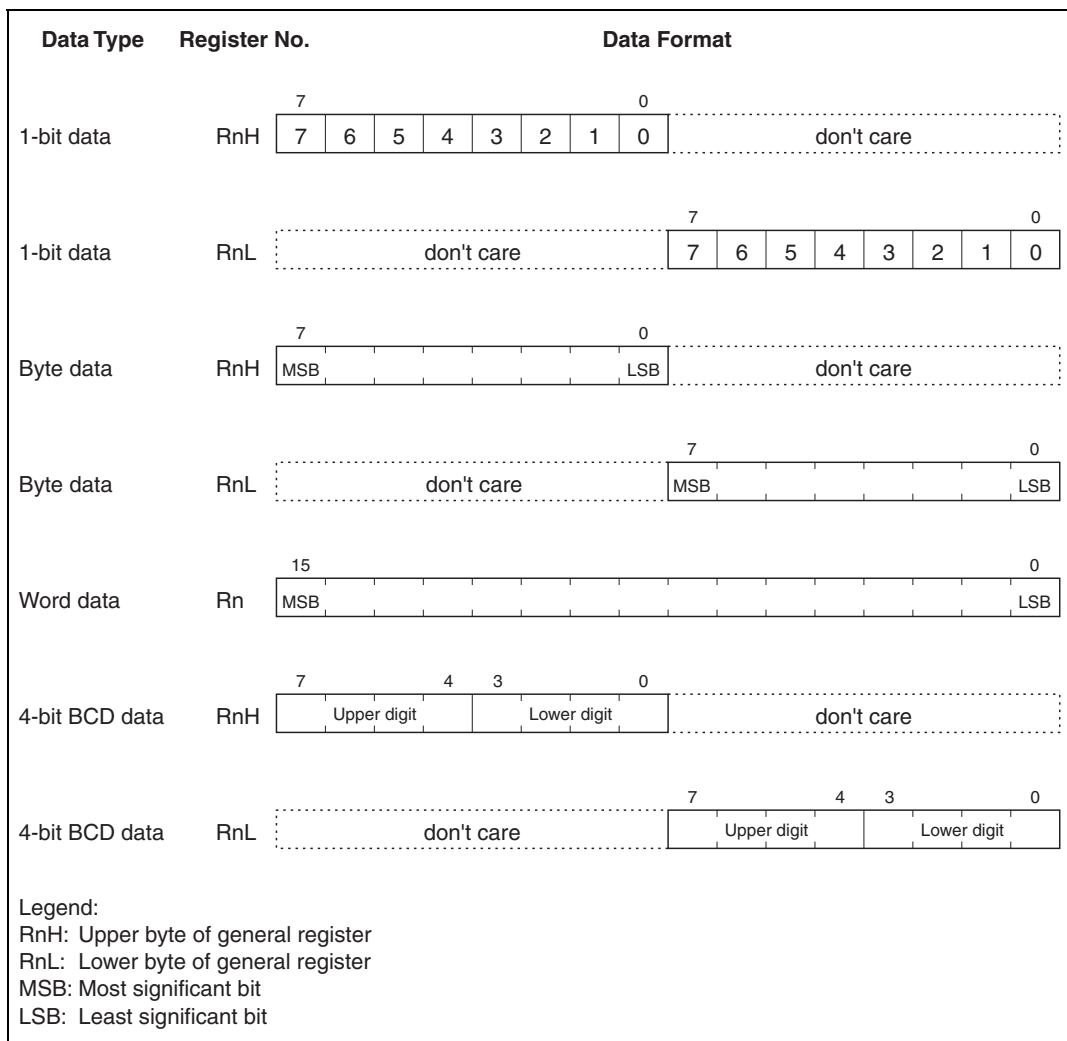 Data Type Register No. Data Format
7 0
1-bit data RnH 7 6 5 4 3 2 1 0 don't care
7 0
1-bit data RnL don't care 7 6 5 4 3 2 1 0
7 0
Byte data RnH MSB LSB don't care
7 0
Byte data RnL don't care MSB LSB
15 0
Word data Rn MSB LSB
7 4 3 0
4-bit BCD data RnH Upper digit Lower digit don't care
7 4 3 0
4-bit BCD data RnL don't care Upper digit Lower digit
Legend:
RnH: Upper byte of general register
RnL: Lower byte of general register
MSB: Most significant bit
LSB: Least significant bit